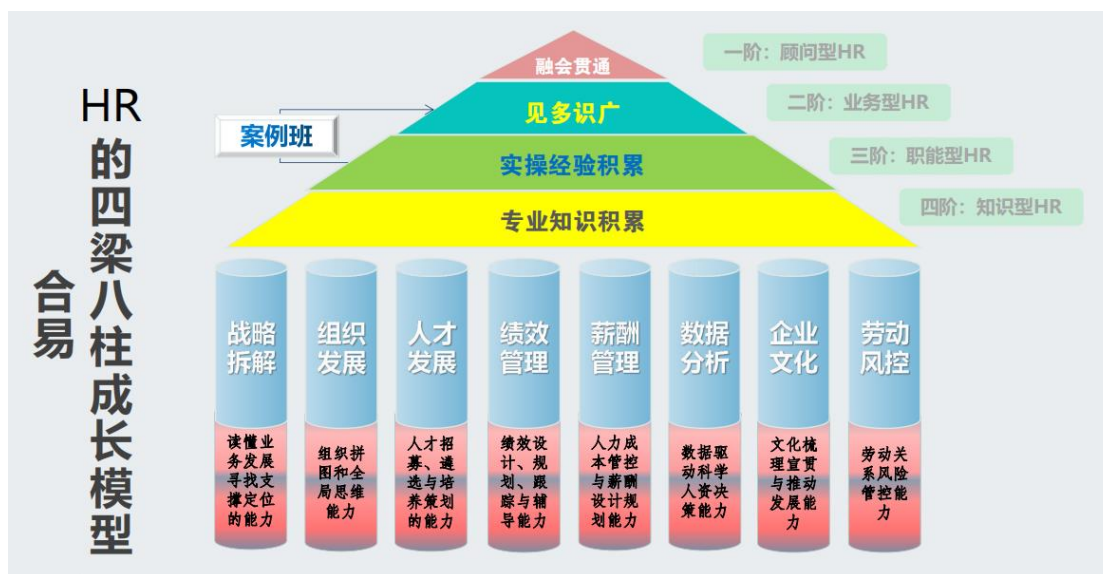 HR
的四梁八柱成长模型
合易
案例班
融会贯通
见多识广
实操经验积累
专业知识积累
一阶：顾问型HR
二阶：业务型HR
三阶：职能型HR
四阶：知识型HR
战略
拆解
读懂业
务发展
寻找支
撑定位
的能力
组织
发展
组织拼
图和全
局思维
能力
人才
发展
人才招
募、遴
选与培
养策划
的能力
绩效
管理
绩效设
计、规
划、跟
踪与辅
导能力
薪酬
管理
人力成
本管控
与薪酬
设计规
划能力
数据
分析
数据驱
动科学
人资决
策能力
企业
文化
文化梳
理宣贯
与推动
发展能
力
劳动
风控
劳动关
系风险
管控能
力